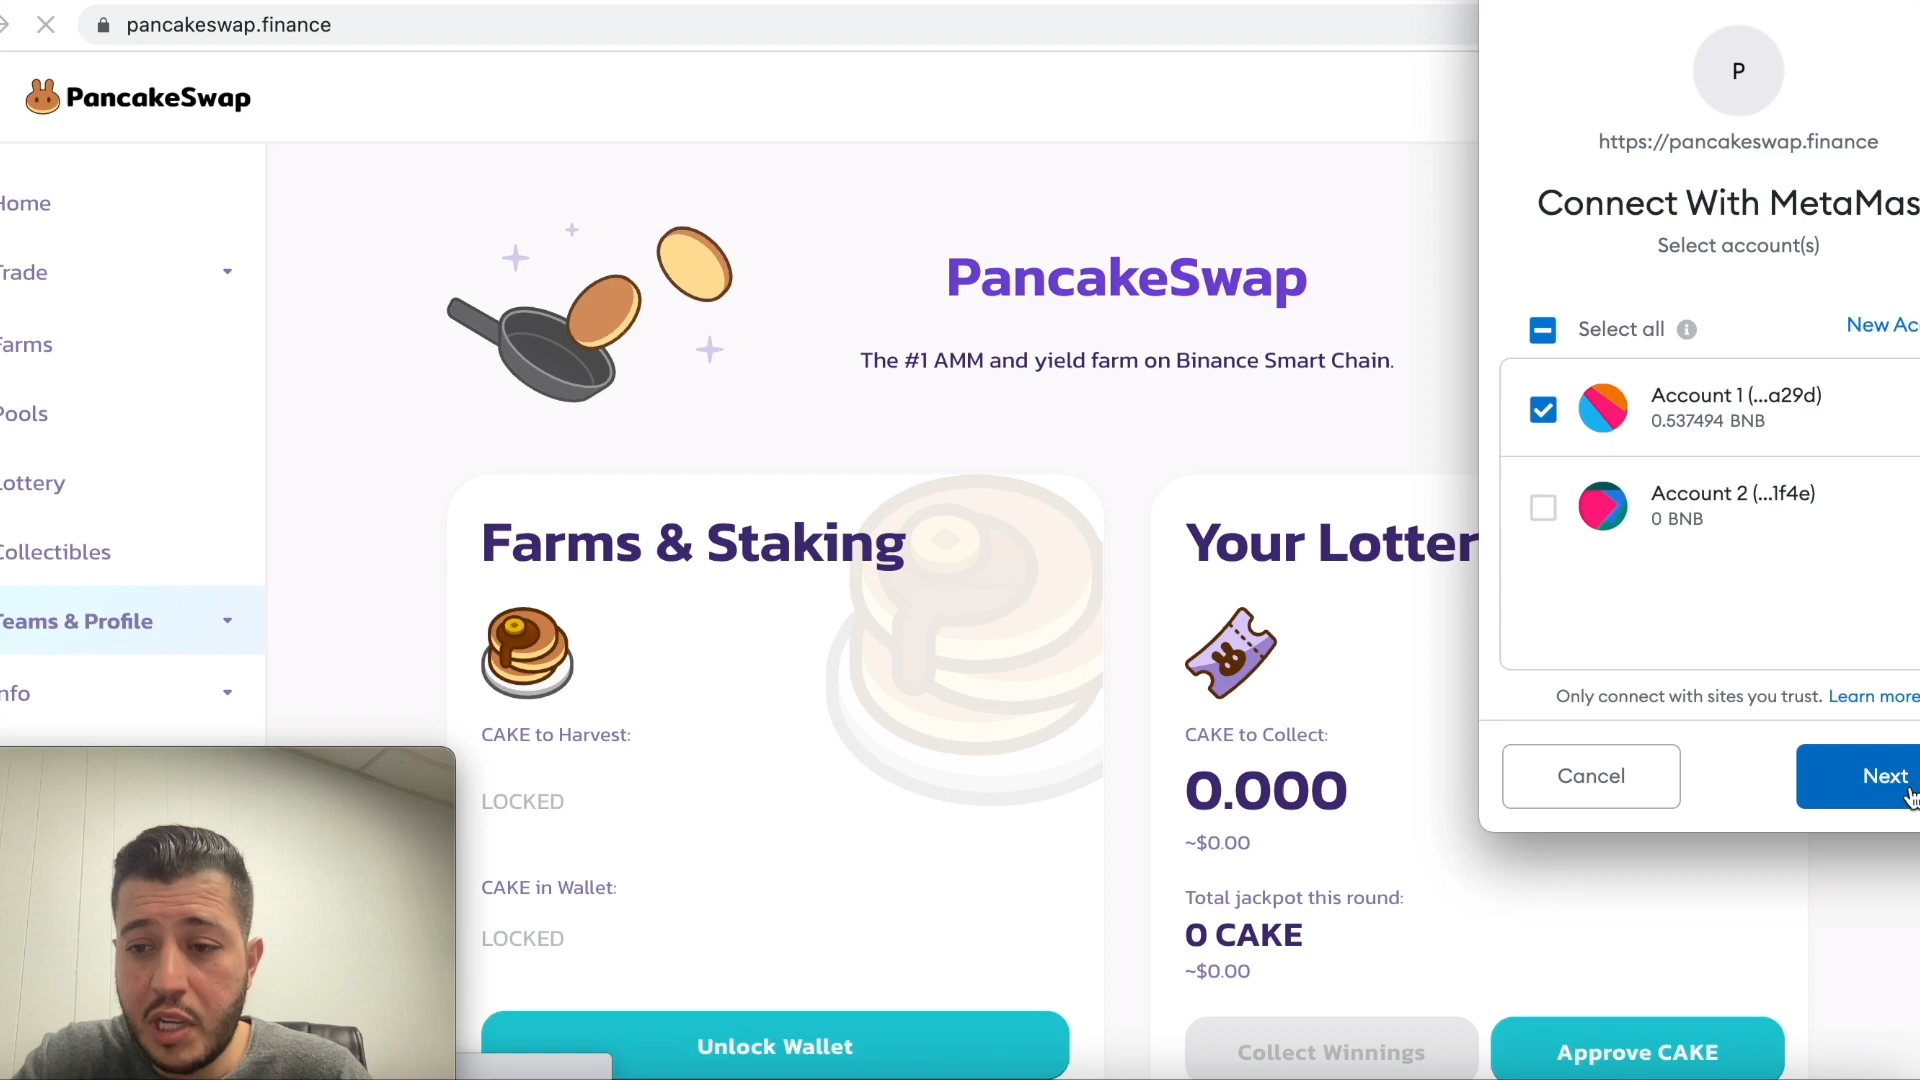 pancakeswap.finance
PancakeSwap
Home
Trade
Farms
Pools
Lottery
Collectibles
Teams & Profile
Info
PancakeSwap
The #1 AMM and yield farm on Binance Smart Chain.
Farms & Staking
CAKE to Harvest:
LOCKED
CAKE in Wallet:
LOCKED
Unlock Wallet
Your Lotter
CAKE to Collect:
0.000
~$0.00
Total jackpot this round:
0 CAKE
~$0.00
Collect Winnings
Approve CAKE
P
https://pancakeswap.finance
Connect With MetaMas
Select account(s)
Select all
New Acc
Account 1 (...a29d)
0.537494 BNB
Account 2 (...1f4e)
0 BNB
Only connect with sites you trust. Learn more
Cancel
Next